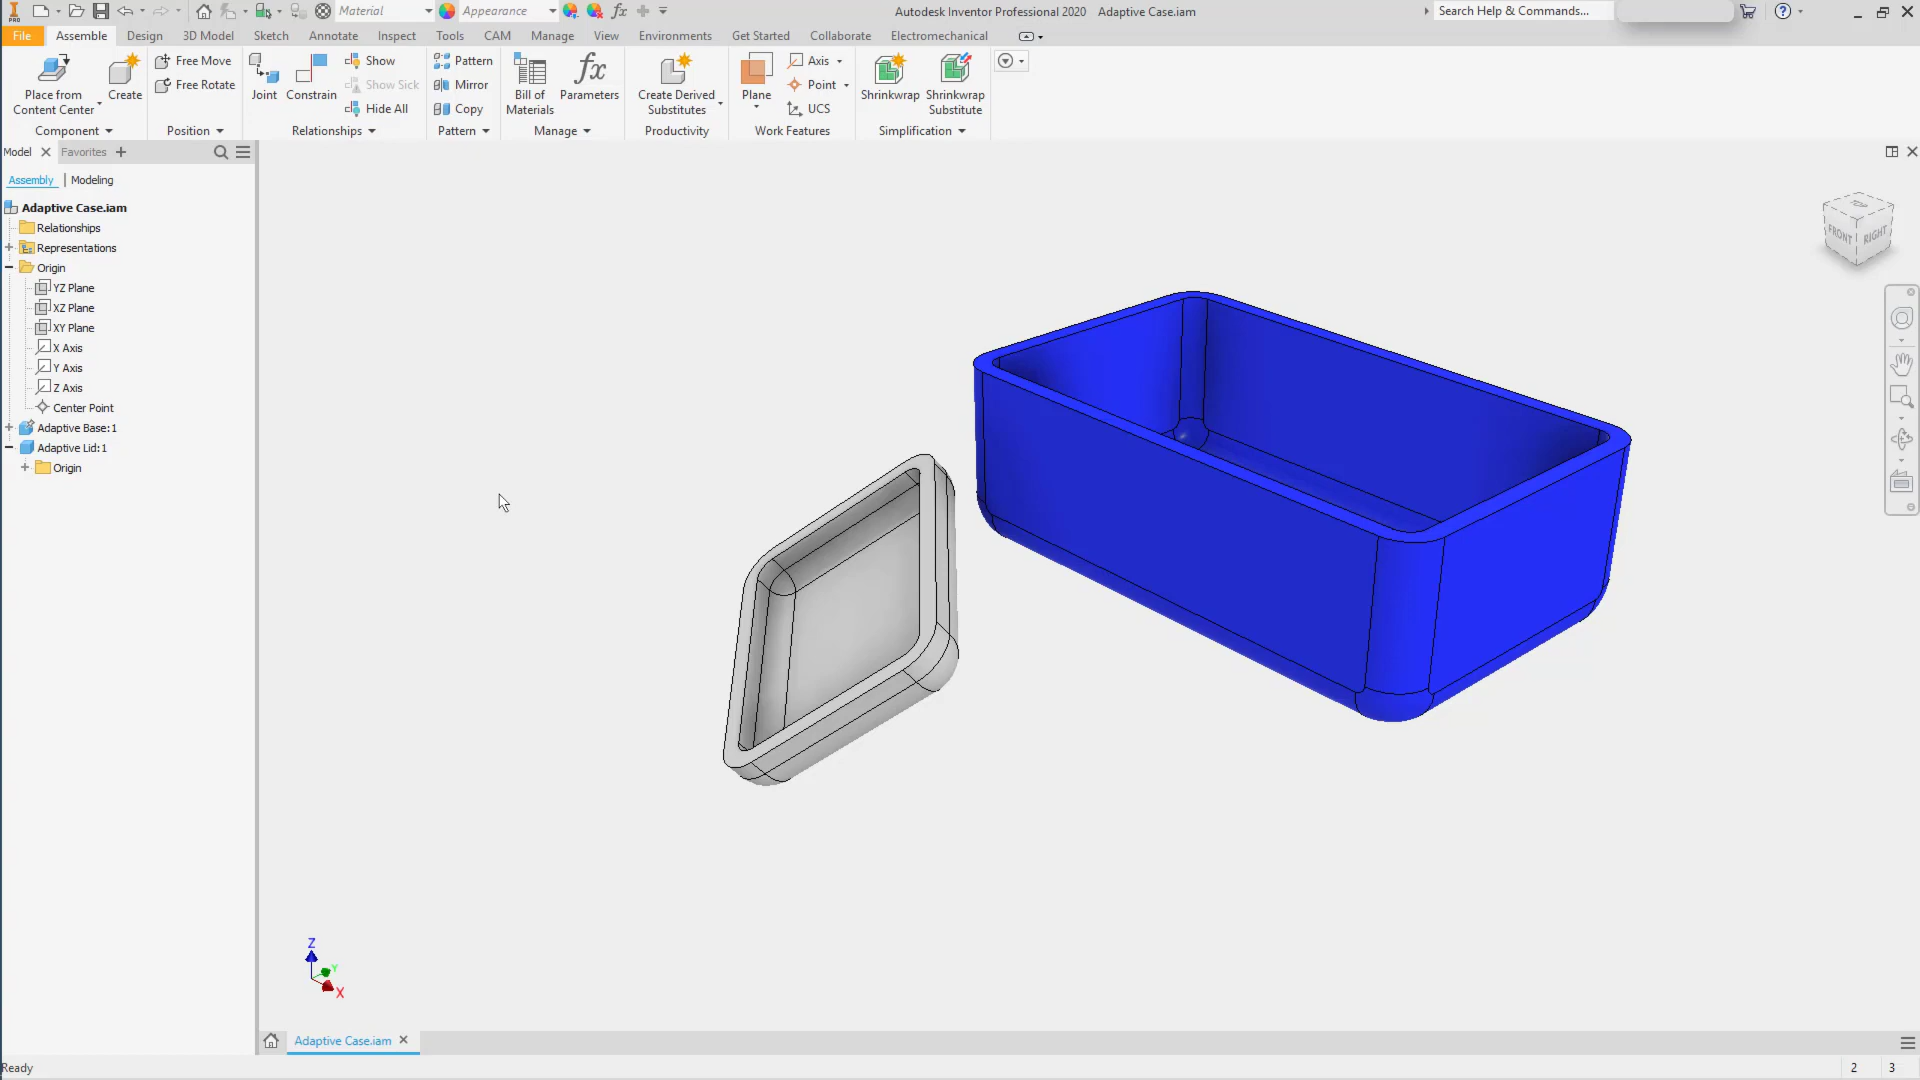 Material
Appearance
fx
Autodesk Inventor Professional 2020 Adaptive Case.iam
Search Help & Commands...
File Assemble Design 3D Model Sketch Annotate Inspect Tools CAM Manage View Environments Get Started Collaborate Electromechanical
Place from
Content Center
Create
Component
Free Move
Free Rotate
Position
Joint
Constrain
Show
Show Sick
Hide All
Relationships
Pattern
Mirror
Copy
Pattern
Bill of
Materials
fx
Parameters
Manage
Create Derived
Substitutes
Productivity
Plane
Axis
Point
UCS
Work Features
Shrinkwrap
Shrinkwrap
Substitute
Simplification
Model
Favorites
Assembly | Modeling
Adaptive Case.iam
Relationships
Representations
Origin
YZ Plane
XZ Plane
XY Plane
X Axis
Y Axis
Z Axis
Center Point
Adaptive Base:1
Adaptive Lid:1
Origin
FRONT
RIGHT
Z
Y
X
Adaptive Case.iam
Ready
2 3